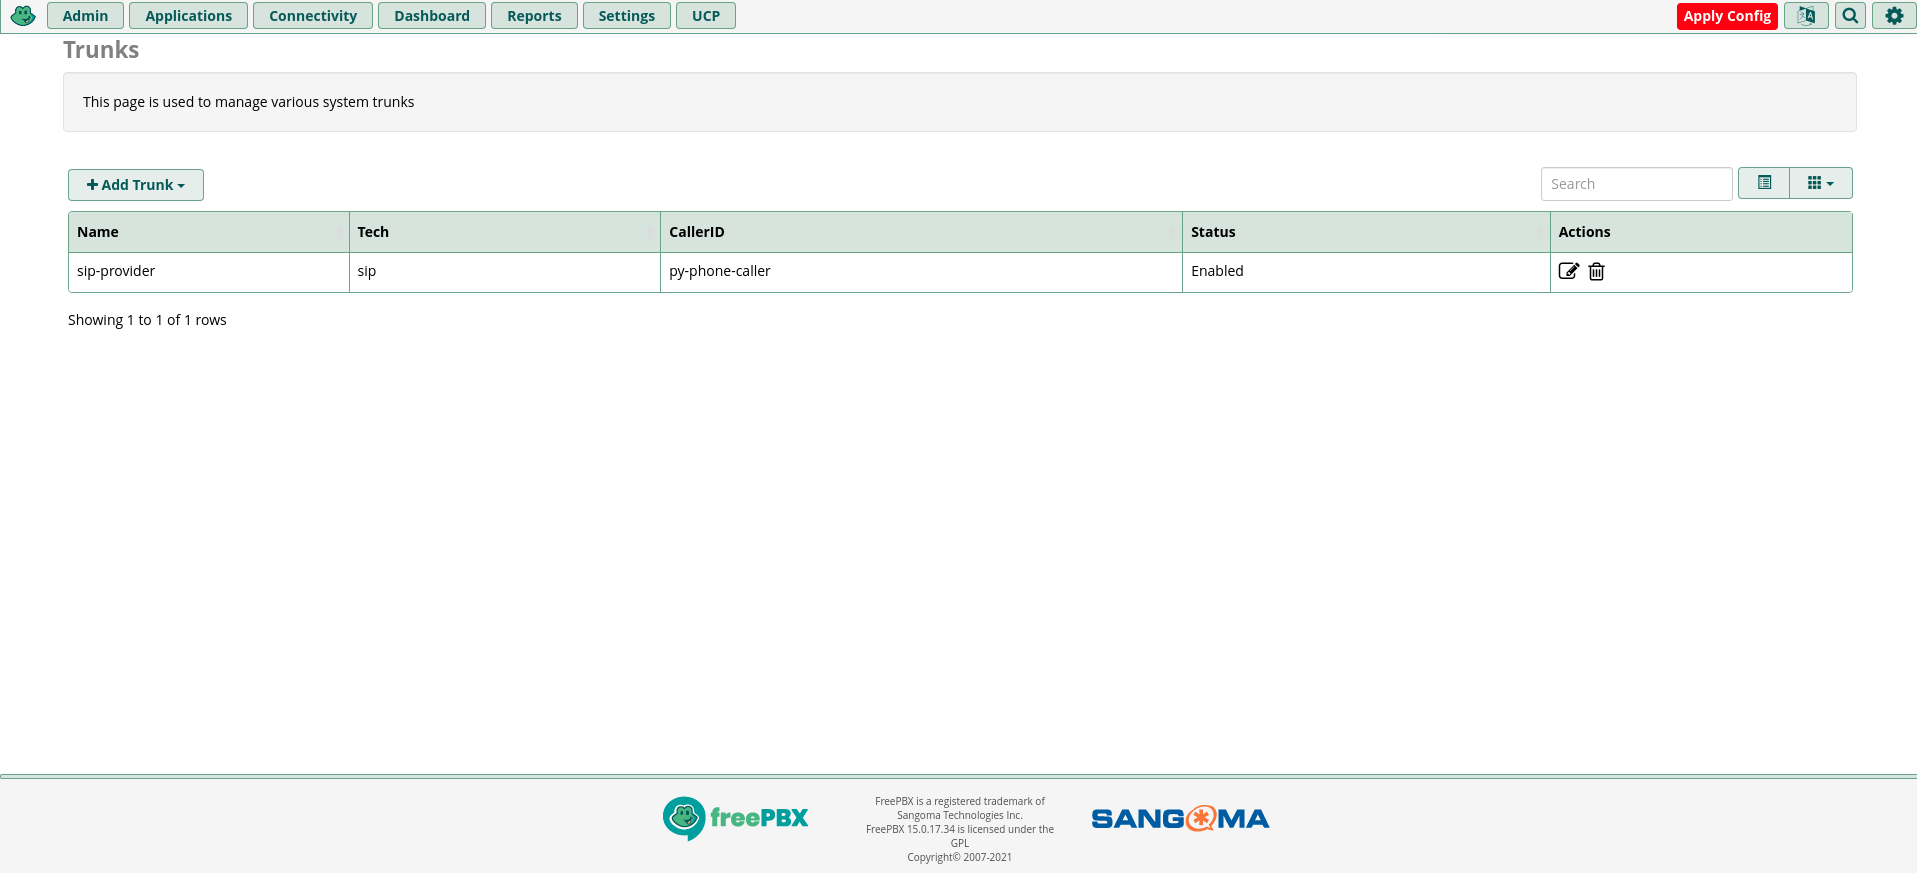 Admin Applications Connectivity Dashboard Reports Settings UCP Apply Config
Trunks
This page is used to manage various system trunks
Add Trunk Search
Name Tech CallerID Status Actions
sip-provider sip py-phone-caller Enabled
Showing 1 to 1 of 1 rows
freePBX
FreePBX is a registered trademark of
Sangoma Technologies Inc.
FreePBX 15.0.17.34 is licensed under the
GPL
Copyright© 2007-2021
SANGOMA